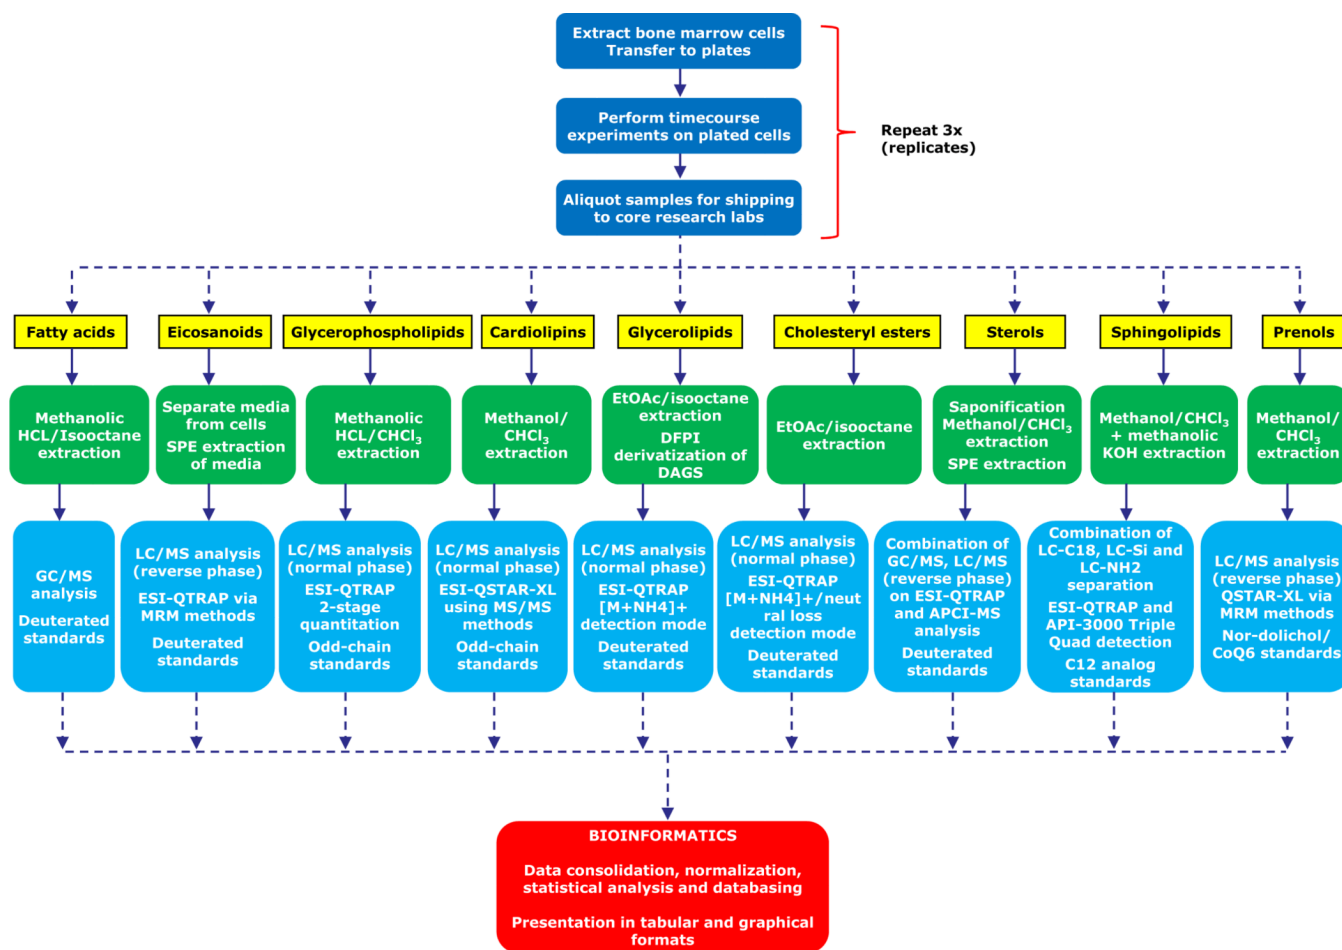 Extract bone marrow cells
Transfer to plates
Perform timecourse
experiments on plated cells
Repeat 3x
(replicates)
Aliquot samples for shipping
to core research labs
Fatty acids
Eicosanoids
Glycerophospholipids
Cardiolipins
Glycerolipids
Cholesteryl esters
Sterols
Sphingolipids
Prenols
Methanolic
HCL/Isooctane
extraction
Separate media
from cells
SPE extraction
of media
Methanolic
HCL/CHCl₃
extraction
Methanol/
CHCl₃
extraction
EtOAc/isooctane
extraction
DFPI
derivatization of
DAGS
EtOAc/isooctane
extraction
Saponification
Methanol/CHCl₃
extraction
SPE extraction
Methanol/CHCl₃
+ methanolic
KOH extraction
Methanol/
CHCl₃
extraction
GC/MS
analysis
Deuterated
standards
LC/MS analysis
(reverse phase)
ESI-QTRAP via
MRM methods
Deuterated
standards
LC/MS analysis
(normal phase)
ESI-QTRAP
2-stage
quantitation
Odd-chain
standards
LC/MS analysis
(normal phase)
ESI-QSTAR-XL
using MS/MS
methods
Odd-chain
standards
LC/MS analysis
(normal phase)
ESI-QTRAP
[M+NH4]+
detection mode
Deuterated
standards
LC/MS analysis
(normal phase)
ESI-QTRAP
[M+NH4]+/neut
ral loss
detection mode
Deuterated
standards
Combination of
GC/MS, LC/MS
(reverse phase)
on ESI-QTRAP
and APCI-MS
analysis
Deuterated
standards
Combination of
LC-C18, LC-Si and
LC-NH2
separation
ESI-QTRAP and
API-3000 Triple
Quad detection
C12 analog
standards
LC/MS analysis
(reverse phase)
QSTAR-XL via
MRM methods
Nor-dolichol/
CoQ6 standards
BIOINFORMATICS
Data consolidation, normalization,
statistical analysis and databasing
Presentation in tabular and graphical
formats